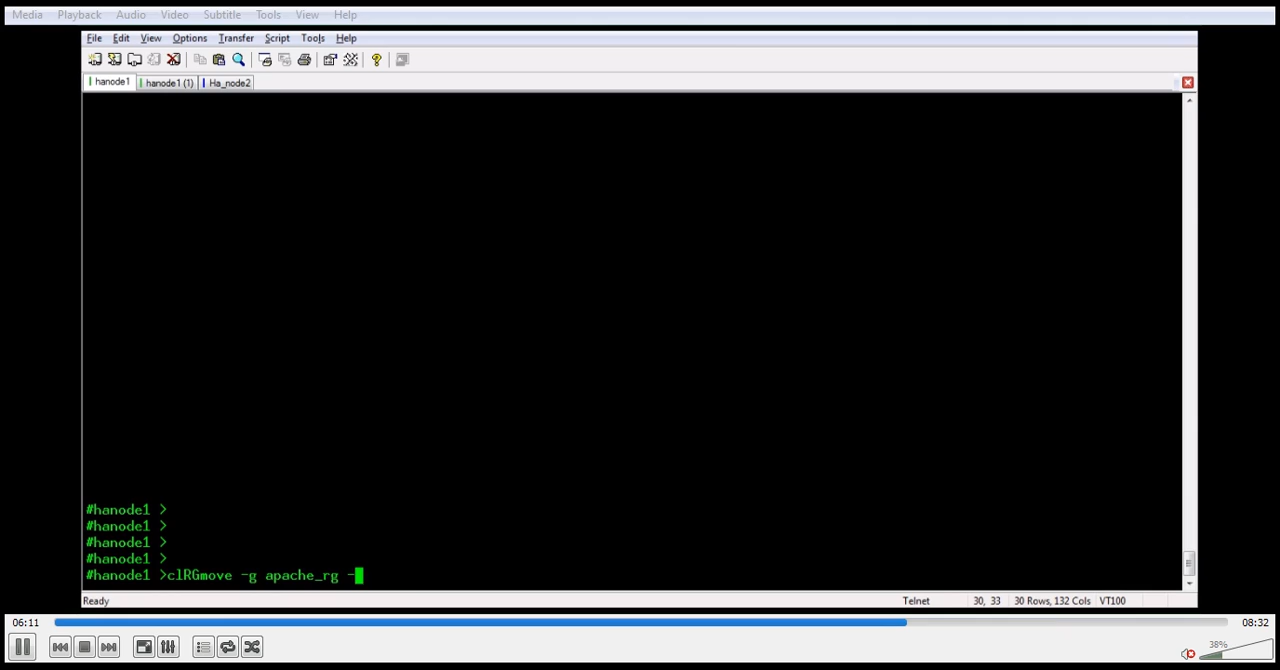 Media Playback Audio Video Subtitle Tools View Help
File Edit View Options Transfer Script Tools Help
hanode1 hanode1 (1) Ha_node2
#hanode1 >
#hanode1 >
#hanode1 >
#hanode1 >
#hanode1 >clRGmove -g apache_rg -
Ready Telnet 30, 33 30 Rows, 132 Cols VT100
06:11 08:32
38%